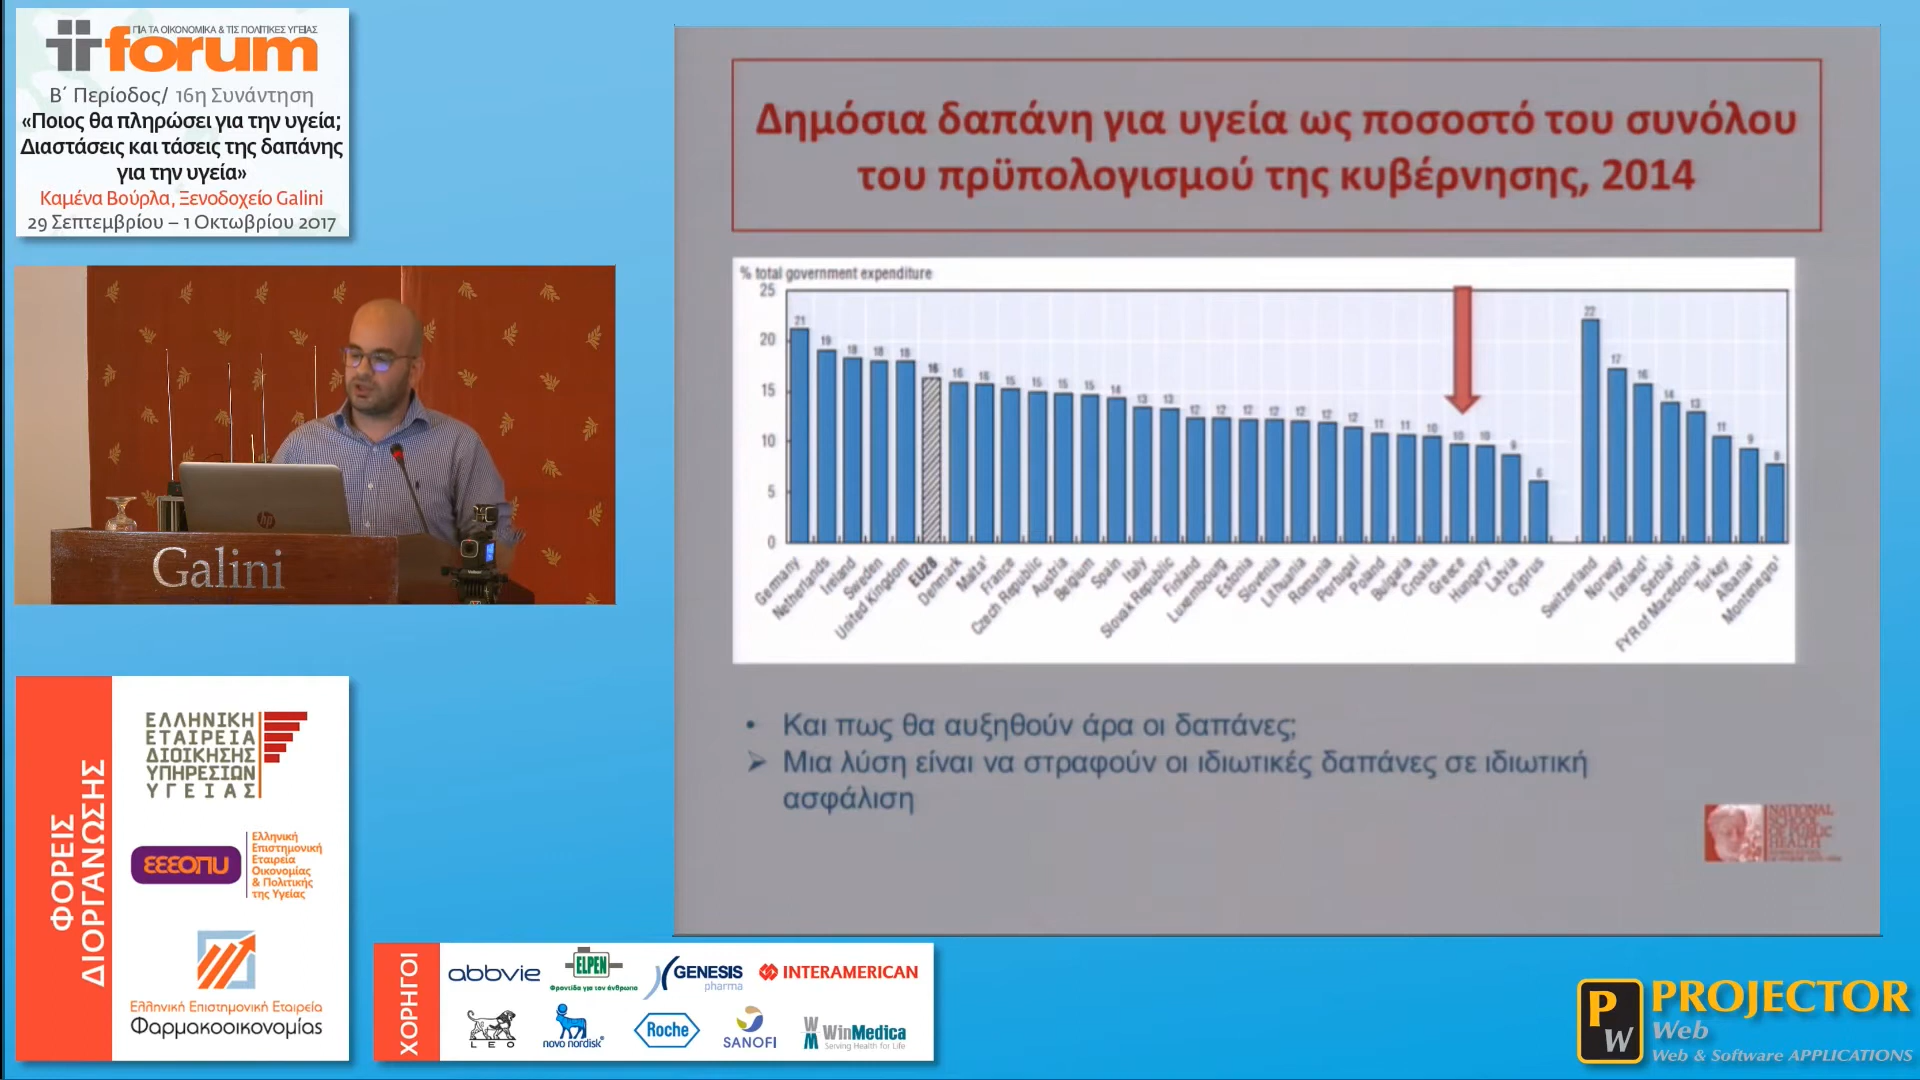 ΓΙΑ ΤΑ ΟΙΚΟΝΟΜΙΚΑ & ΤΙΣ ΠΟΛΙΤΙΚΕΣ ΥΓΕΙΑΣ
forum
Β΄ Περίοδος/ 16η Συνάντηση
«Ποιος θα πληρώσει για την υγεία;
Διαστάσεις και τάσεις της δαπάνης
για την υγεία»
Καμένα Βούρλα, Ξενοδοχείο Galini
29 Σεπτεμβρίου – 1 Οκτωβρίου 2017
hp
Galini
Δημόσια δαπάνη για υγεία ως ποσοστό του συνόλου
του πρϋπολογισμού της κυβέρνησης, 2014
% total government expenditure
25
20
15
10
5
0
21 19 18 18 18 16 16 16 15 15 15 15 14 13 13 12 12 12 12 12 12 12 11 11 10 10 10 9 6 22 17 16 14 13 11 9 8
Germany
Netherlands
Ireland
Sweden
United Kingdom
EU28
Denmark
Malta¹
France
Czech Republic
Austria
Belgium
Spain
Italy
Slovak Republic
Finland
Luxembourg
Estonia
Slovenia
Lithuania
Romania
Portugal
Poland
Bulgaria
Croatia
Greece
Hungary
Latvia
Cyprus
Switzerland
Norway
Iceland¹
Serbia¹
FYR of Macedonia¹
Turkey
Albania¹
Montenegro¹
• Και πως θα αυξηθούν άρα οι δαπάνες;
➢ Μια λύση είναι να στραφούν οι ιδιωτικές δαπάνες σε ιδιωτική
ασφάλιση
NATIONAL
SCHOOL
OF PUBLIC
HEALTH
ΦΟΡΕΙΣ
ΔΙΟΡΓΑΝΩΣΗΣ
ΕΛΛΗΝΙΚΗ
ΕΤΑΙΡΕΙΑ
ΔΙΟΙΚΗΣΗΣ
ΥΠΗΡΕΣΙΩΝ
ΥΓΕΙΑΣ
ΕΕΕΟΠΥ
Ελληνική
Επιστημονική
Εταιρεία
Οικονομίας
& Πολιτικής
της Υγείας
Ελληνική Επιστημονική Εταιρεία
Φαρμακοοικονομίας
ΧΟΡΗΓΟΙ
abbvie
ELPEN
Φροντίδα για τον άνθρωπο
GENESIS
pharma
INTERAMERICAN
LEO
novo nordisk®
Roche
SANOFI
WinMedica
Serving Health for Life
PW
PROJECTOR
Web
Web & Software APPLICATIONS